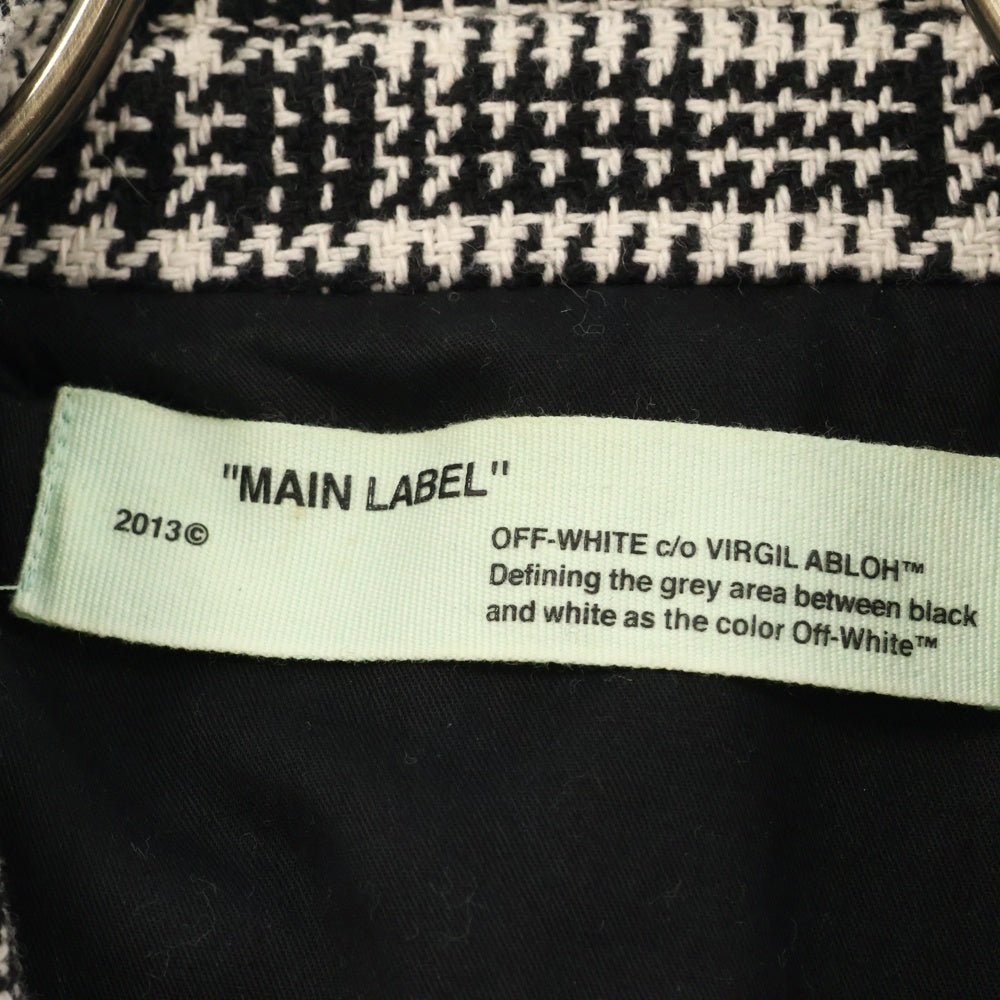 "MAIN LABEL"
2013©
OFF-WHITE c/o VIRGIL ABLOH™
Defining the grey area between black
and white as the color Off-White™